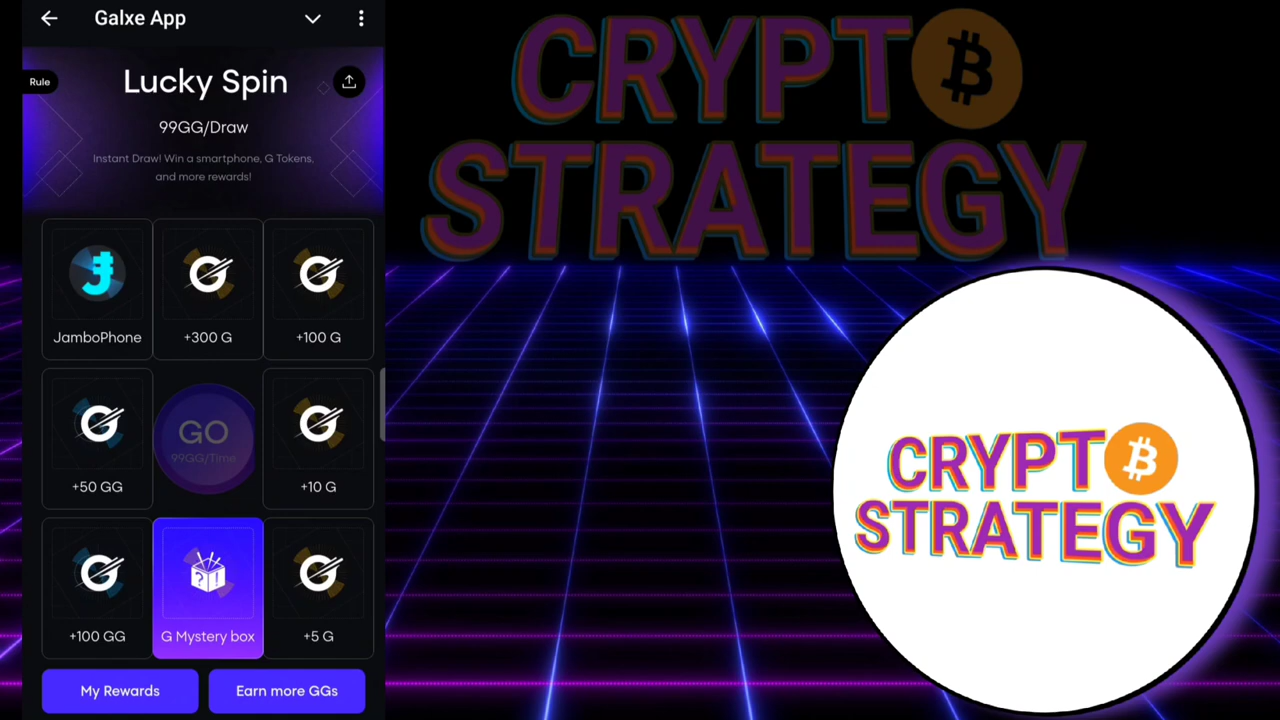 Galxe App
Rule
Lucky Spin
99GG/Draw
Instant Draw! Win a smartphone, G Tokens,
and more rewards!
JamboPhone
+300 G
+100 G
+50 GG
GO
99GG/Time
+10 G
+100 GG
G Mystery box
+5 G
My Rewards
Earn more GGs
CRYPTO
STRATEGY
CRYPTO
STRATEGY